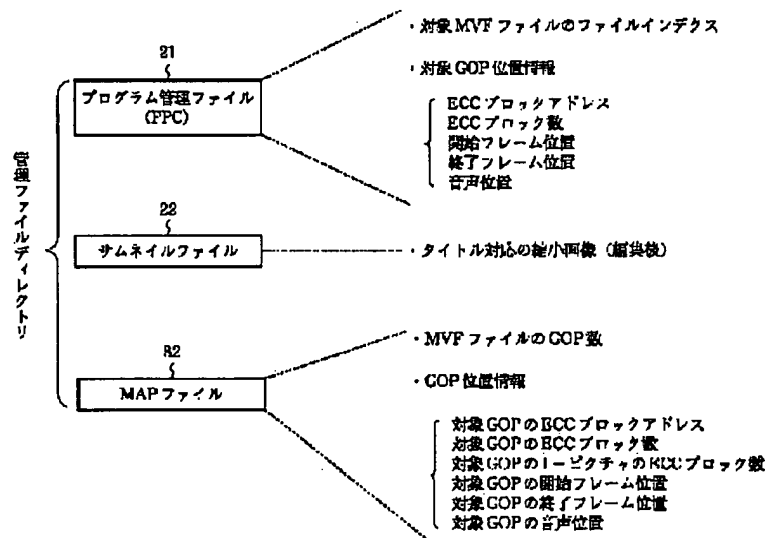 管理ファイルディレクトリ
21
プログラム管理ファイル
(PPC)
・対象MVFファイルのファイルインデクス
・対象GOP位置情報
ECCブロックアドレス
ECCブロック数
開始フレーム位置
終了フレーム位置
音声位置
22
サムネイルファイル
・タイトル対応の縮小画像(編集後)
32
MAPファイル
・MVFファイルのGOP数
・GOP位置情報
対象GOPのECCブロックアドレス
対象GOPのECCブロック数
対象GOPのI-ピクチャのECCブロック数
対象GOPの開始フレーム位置
対象GOPの終了フレーム位置
対象GOPの音声位置